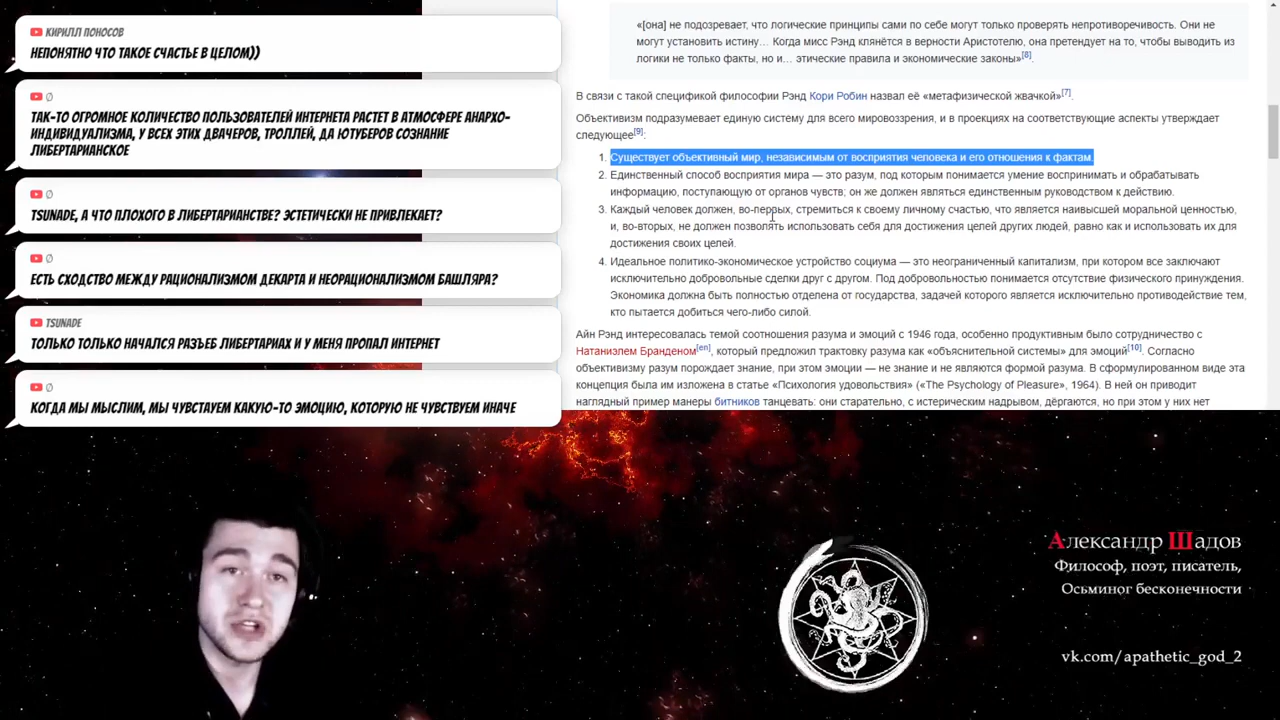 КИРИЛЛ ПОНОСОВ
НЕПОНЯТНО ЧТО ТАКОЕ СЧАСТЬЕ В ЦЕЛОМ))
Ø
ТАК-ТО ОГРОМНОЕ КОЛИЧЕСТВО ПОЛЬЗОВАТЕЛЕЙ ИНТЕРНЕТА РАСТЕТ В АТМОСФЕРЕ АНАРХО-
ИНДИВИДУАЛИЗМА, У ВСЕХ ЭТИХ ДВАЧЕРОВ, ТРОЛЛЕЙ, ДА ЮТУБЕРОВ СОЗНАНИЕ
ЛИБЕРТАРИАНСКОЕ
Ø
TSUNADE, А ЧТО ПЛОХОГО В ЛИБЕРТАРИАНСТВЕ? ЭСТЕТИЧЕСКИ НЕ ПРИВЛЕКАЕТ?
Ø
ЕСТЬ СХОДСТВО МЕЖДУ РАЦИОНАЛИЗМОМ ДЕКАРТА И НЕОРАЦИОНАЛИЗМОМ БАШЛЯРА?
TSUNADE
ТОЛЬКО ТОЛЬКО НАЧАЛСЯ РАЗЪЕБ ЛИБЕРТАРИАХ И У МЕНЯ ПРОПАЛ ИНТЕРНЕТ
Ø
КОГДА МЫ МЫСЛИМ, МЫ ЧУВСТАУЕМ КАКУЮ-ТО ЭМОЦИЮ, КОТОРУЮ НЕ ЧУВСТВУЕМ ИНАЧЕ
«[она] не подозревает, что логические принципы сами по себе могут только проверять непротиворечивость. Они не
могут установить истину… Когда мисс Рэнд клянётся в верности Аристотелю, она претендует на то, чтобы выводить из
логики не только факты, но и… этические правила и экономические законы»[8].
В связи с такой спецификой философии Рэнд Кори Робин назвал её «метафизической жвачкой»[7].
Объективизм подразумевает единую систему для всего мировоззрения, и в проекциях на соответствующие аспекты утверждает
следующее[9]:
1. Существует объективный мир, независимым от восприятия человека и его отношения к фактам.
2. Единственный способ восприятия мира — это разум, под которым понимается умение воспринимать и обрабатывать
информацию, поступающую от органов чувств; он же должен являться единственным руководством к действию.
3. Каждый человек должен, во-первых, стремиться к своему личному счастью, что является наивысшей моральной ценностью,
и, во-вторых, не должен позволять использовать себя для достижения целей других людей, равно как и использовать их для
достижения своих целей.
4. Идеальное политико-экономическое устройство социума — это неограниченный капитализм, при котором все заключают
исключительно добровольные сделки друг с другом. Под добровольностью понимается отсутствие физического принуждения.
Экономика должна быть полностью отделена от государства, задачей которого является исключительно противодействие тем,
кто пытается добиться чего-либо силой.
Айн Рэнд интересовалась темой соотношения разума и эмоций с 1946 года, особенно продуктивным было сотрудничество с
Натаниэлем Бранденом[en], который предложил трактовку разума как «объяснительной системы» для эмоций[10]. Согласно
объективизму разум порождает знание, при этом эмоции — не знание и не являются формой разума. В сформулированном виде эта
концепция была им изложена в статье «Психология удовольствия» («The Psychology of Pleasure», 1964). В ней он приводит
наглядный пример манеры битников танцевать: они старательно, с истерическим надрывом, дёргаются, но при этом у них нет
Александр Шадов
Философ, поэт, писатель,
Осьминог бесконечности
vk.com/apathetic_god_2